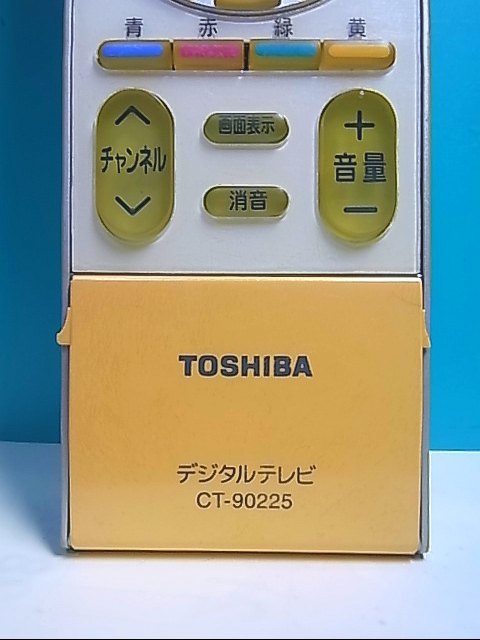 青 赤 緑 黄
チャンネル
画面表示
消音
+
音量
−
TOSHIBA
デジタルテレビ
CT-90225